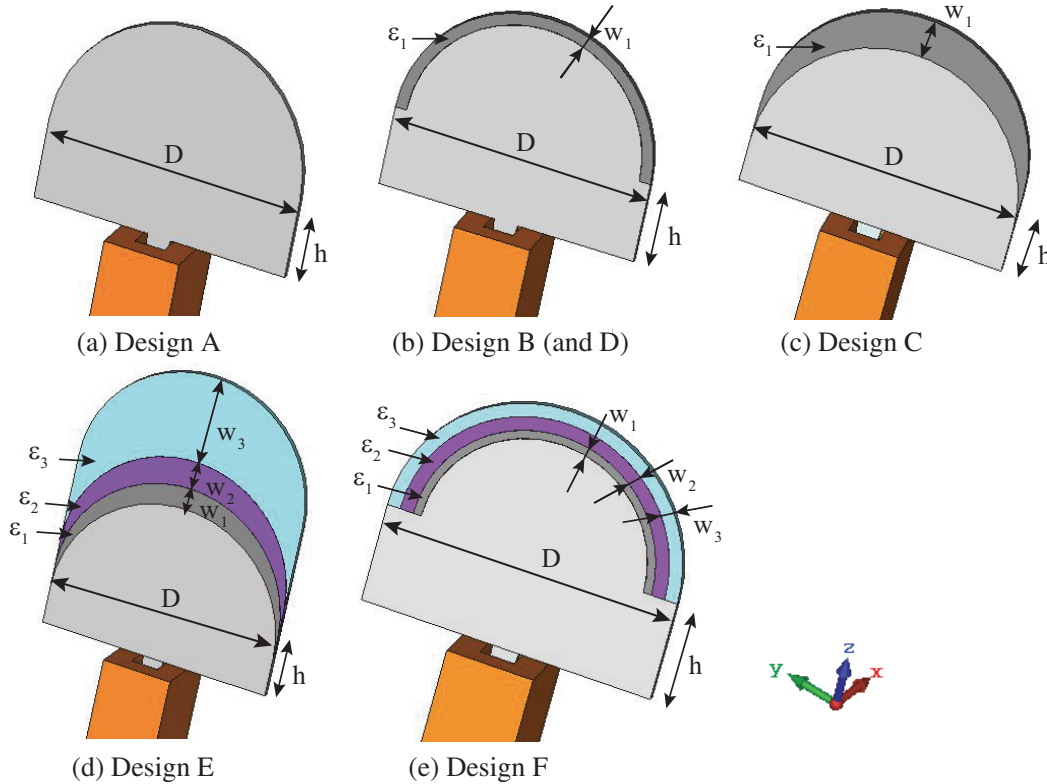 ε₁
w₁
ε₁
w₁
D
D
D
h
h
h
(a) Design A
(b) Design B (and D)
(c) Design C
ε₃
w₃
ε₂
w₂
ε₁
w₁
D
h
ε₃
w₁
ε₂
w₂
ε₁
w₃
D
h
y
z
x
(d) Design E
(e) Design F